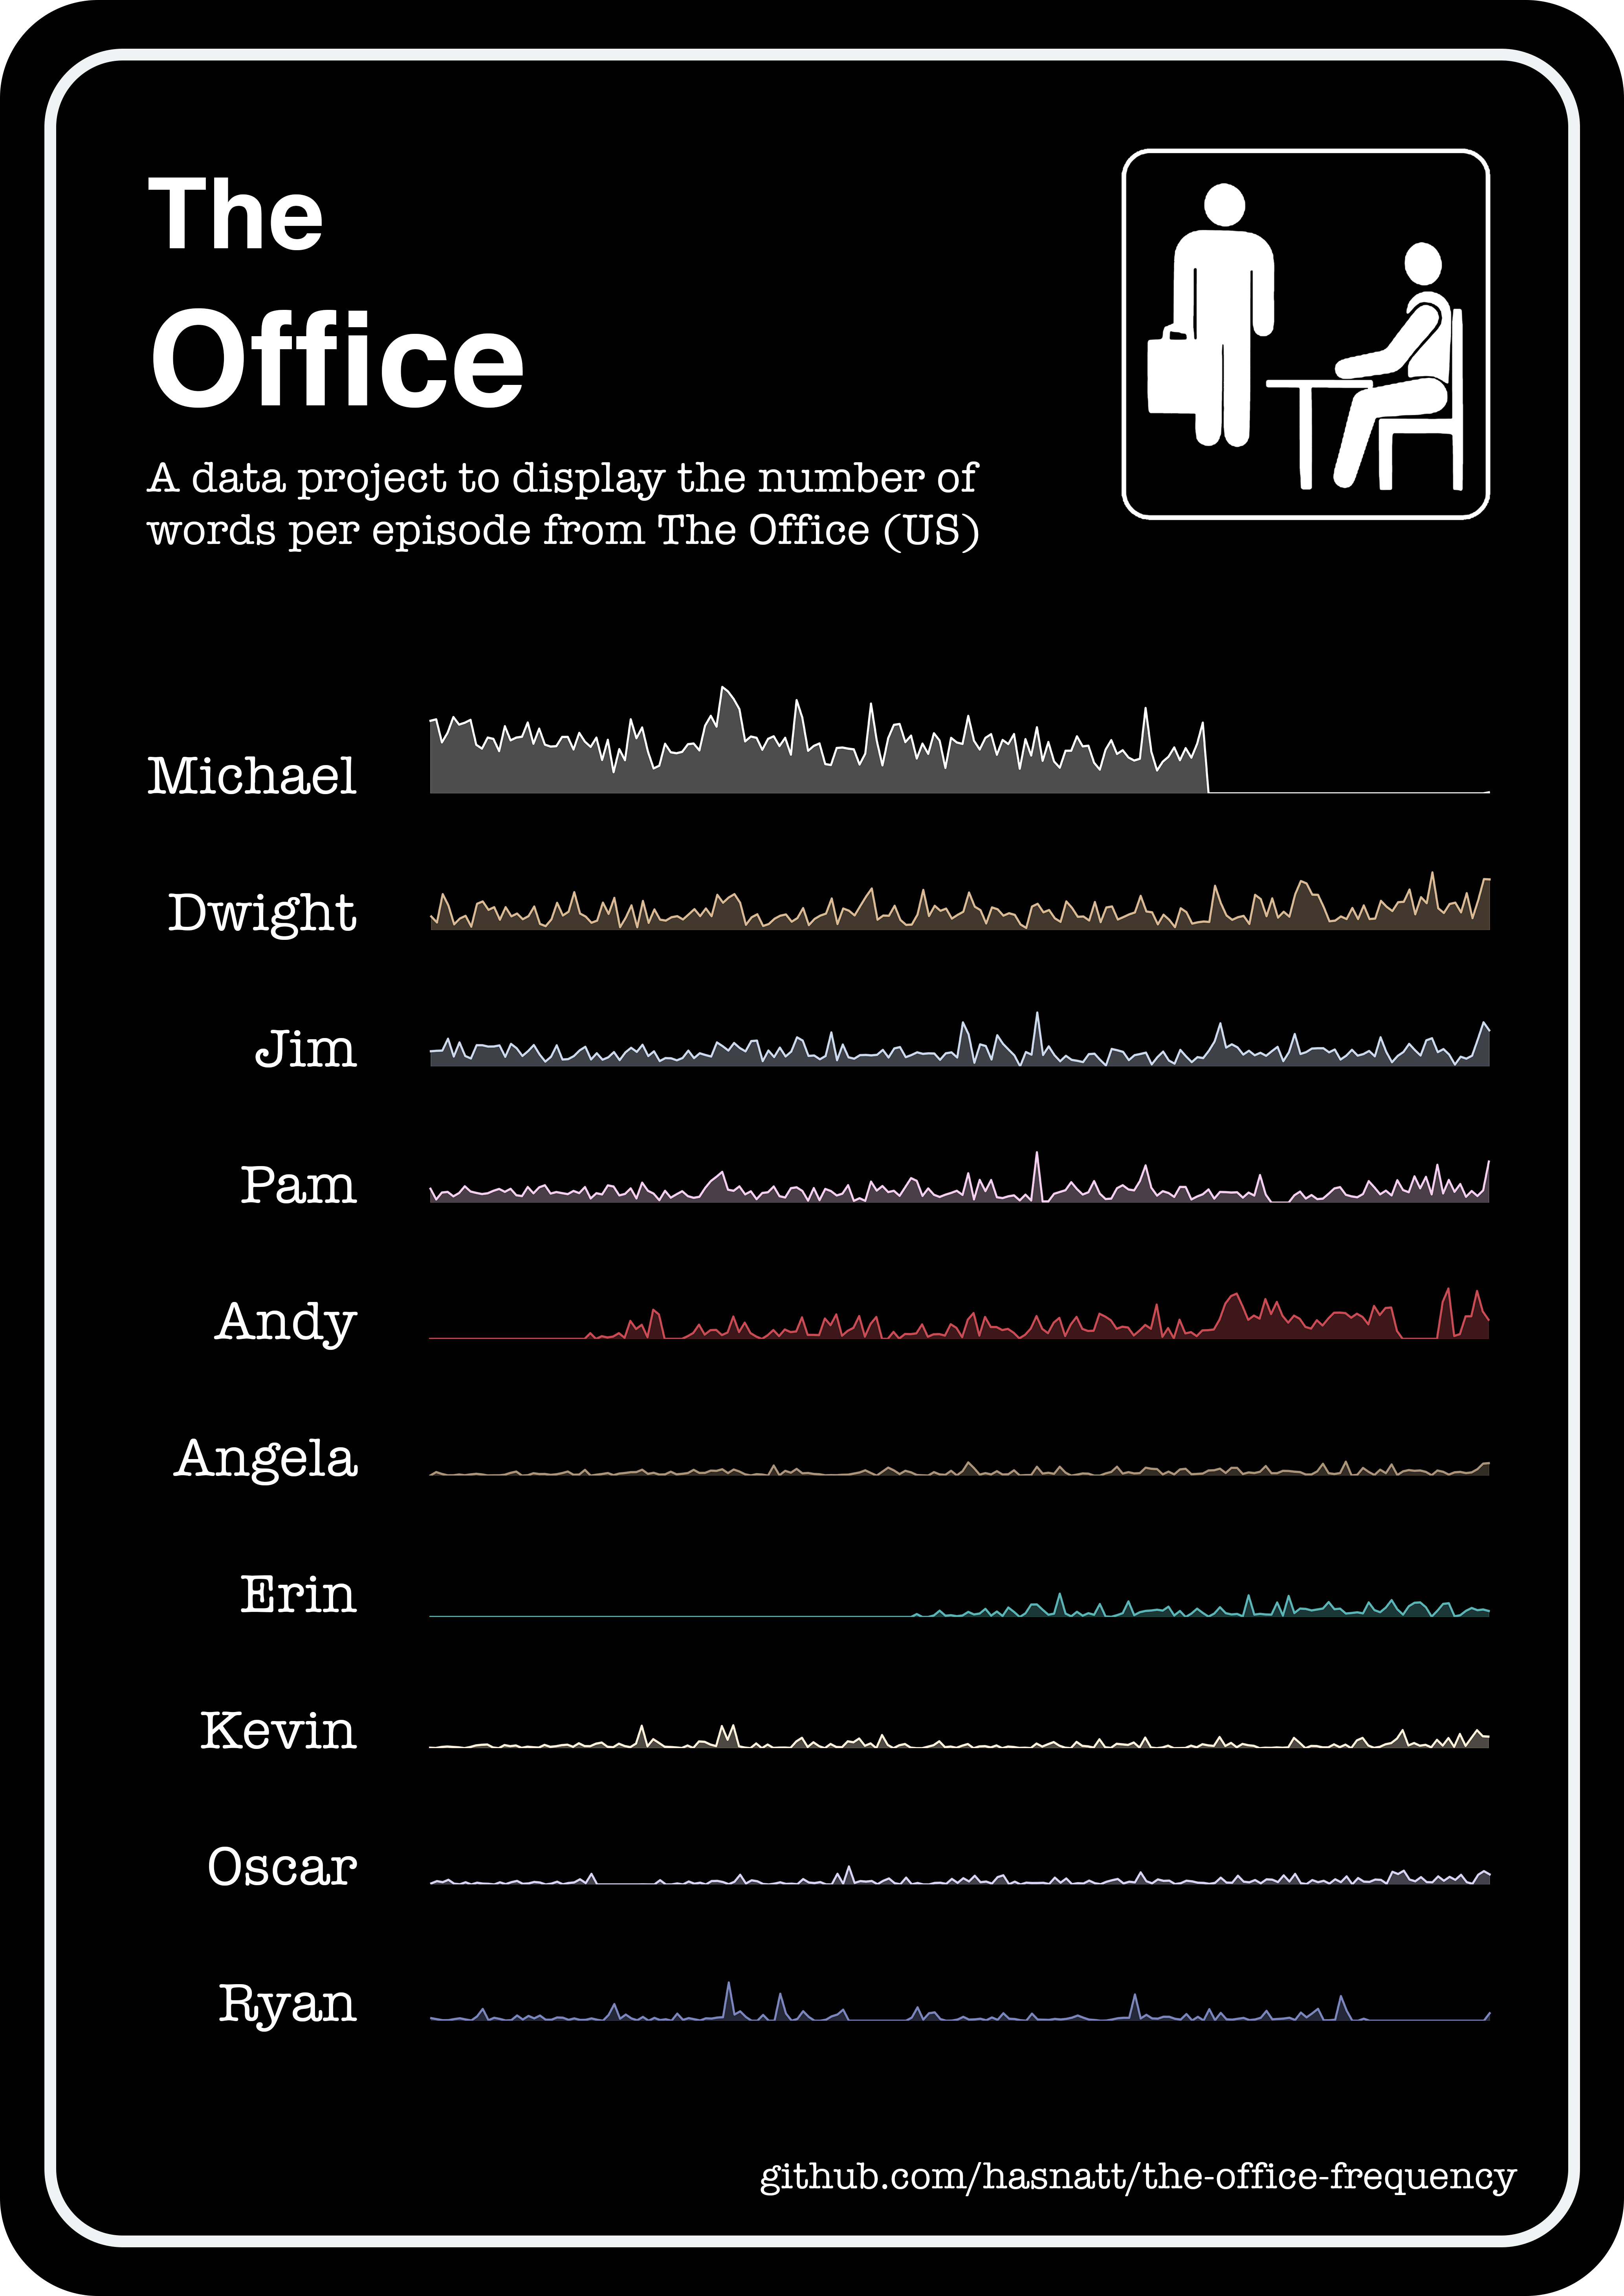 The
Office
A data project to display the number of
words per episode from The Office (US)
Michael
Dwight
Jim
Pam
Andy
Angela
Erin
Kevin
Oscar
Ryan
github.com/hasnatt/the-office-frequency